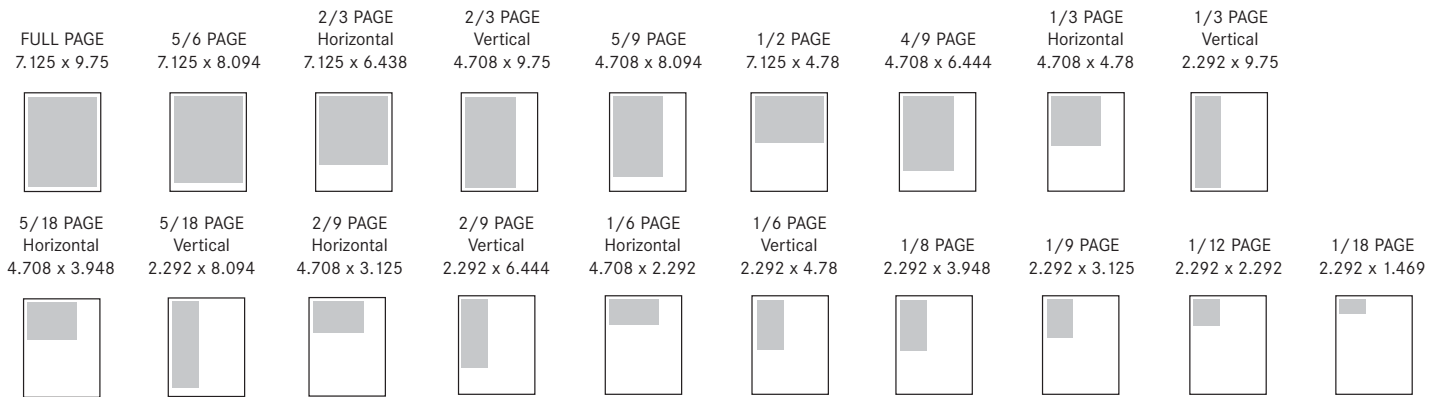 FULL PAGE
7.125 x 9.75
5/6 PAGE
7.125 x 8.094
2/3 PAGE
Horizontal
7.125 x 6.438
2/3 PAGE
Vertical
4.708 x 9.75
5/9 PAGE
4.708 x 8.094
1/2 PAGE
7.125 x 4.78
4/9 PAGE
4.708 x 6.444
1/3 PAGE
Horizontal
4.708 x 4.78
1/3 PAGE
Vertical
2.292 x 9.75
5/18 PAGE
Horizontal
4.708 x 3.948
5/18 PAGE
Vertical
2.292 x 8.094
2/9 PAGE
Horizontal
4.708 x 3.125
2/9 PAGE
Vertical
2.292 x 6.444
1/6 PAGE
Horizontal
4.708 x 2.292
1/6 PAGE
Vertical
2.292 x 4.78
1/8 PAGE
2.292 x 3.948
1/9 PAGE
2.292 x 3.125
1/12 PAGE
2.292 x 2.292
1/18 PAGE
2.292 x 1.469